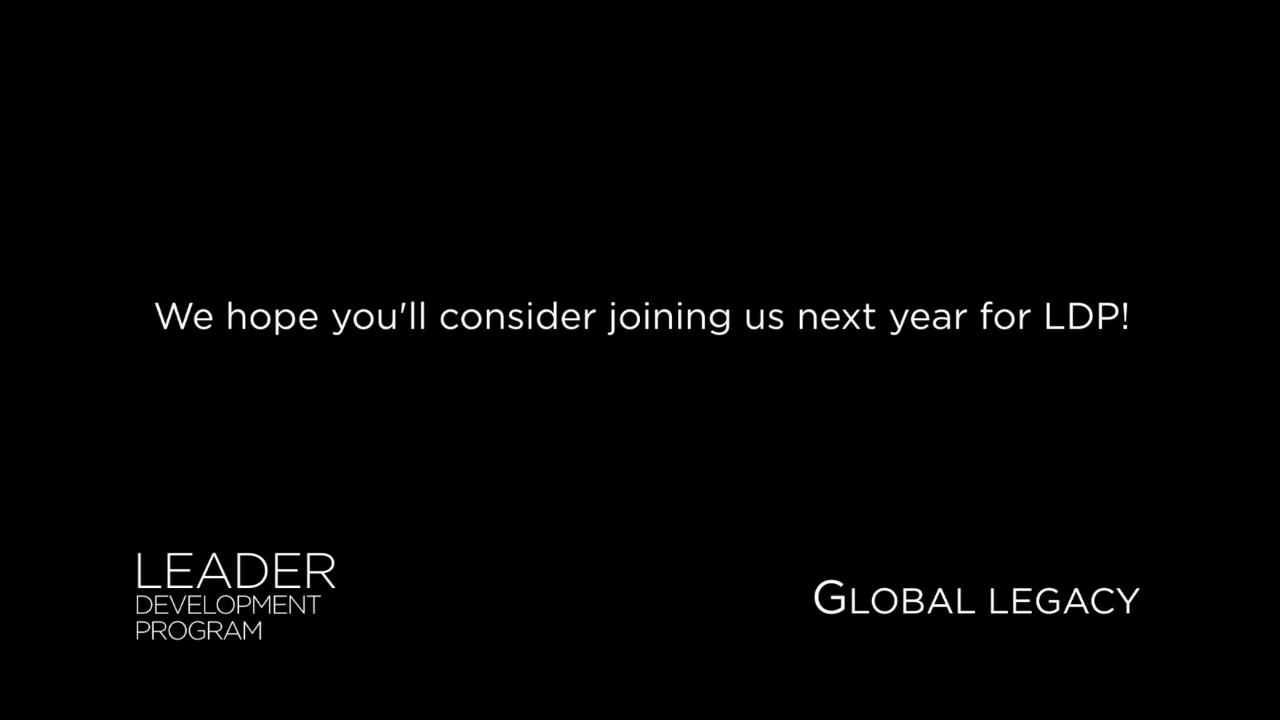 We hope you'll consider joining us next year for LDP!
LEADER
DEVELOPMENT
PROGRAM
GLOBAL LEGACY